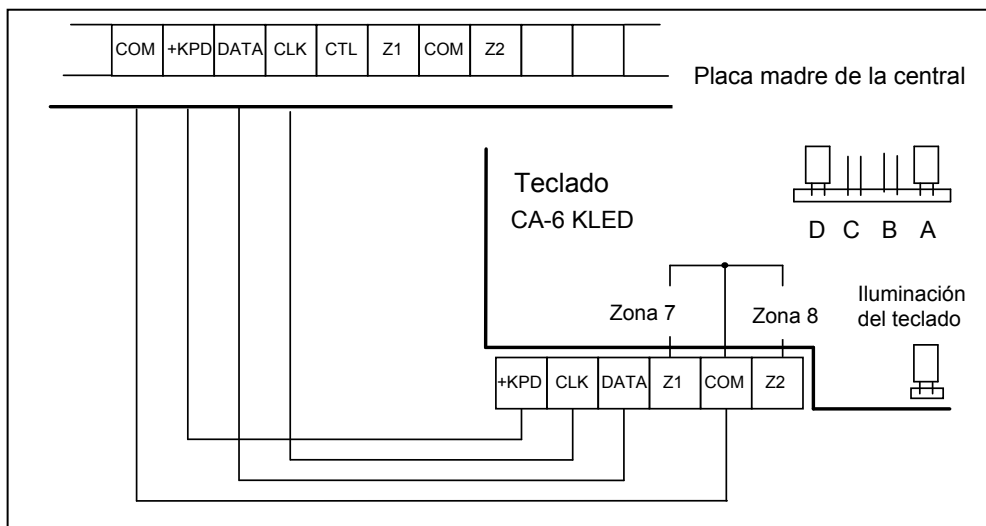 COM +KPD DATA CLK CTL Z1 COM Z2
Placa madre de la central
Teclado
CA-6 KLED
D C B A
Zona 7 Zona 8
Iluminación
del teclado
+KPD CLK DATA Z1 COM Z2